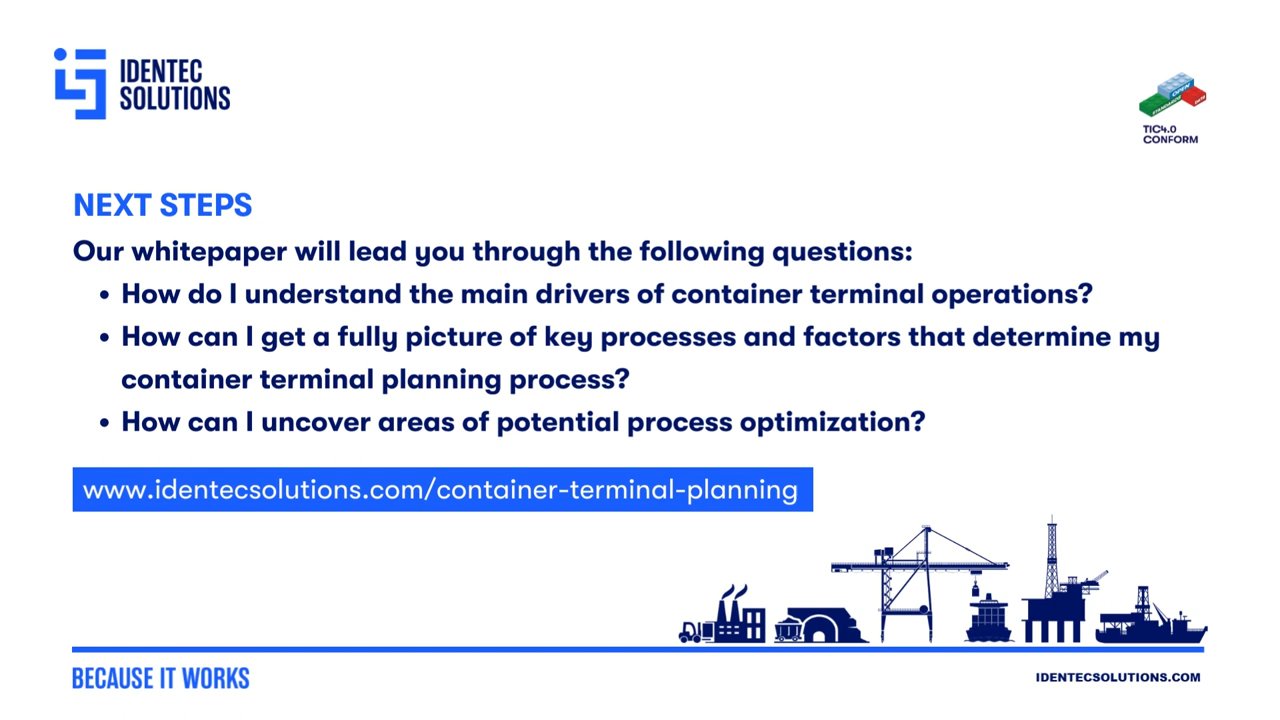 IDENTEC
SOLUTIONS
OPEN
STANDARDS
TIC4.0
CONFORM
NEXT STEPS
Our whitepaper will lead you through the following questions:
• How do I understand the main drivers of container terminal operations?
• How can I get a fully picture of key processes and factors that determine my
container terminal planning process?
• How can I uncover areas of potential process optimization?
www.identecsolutions.com/container-terminal-planning
BECAUSE IT WORKS
IDENTECSOLUTIONS.COM